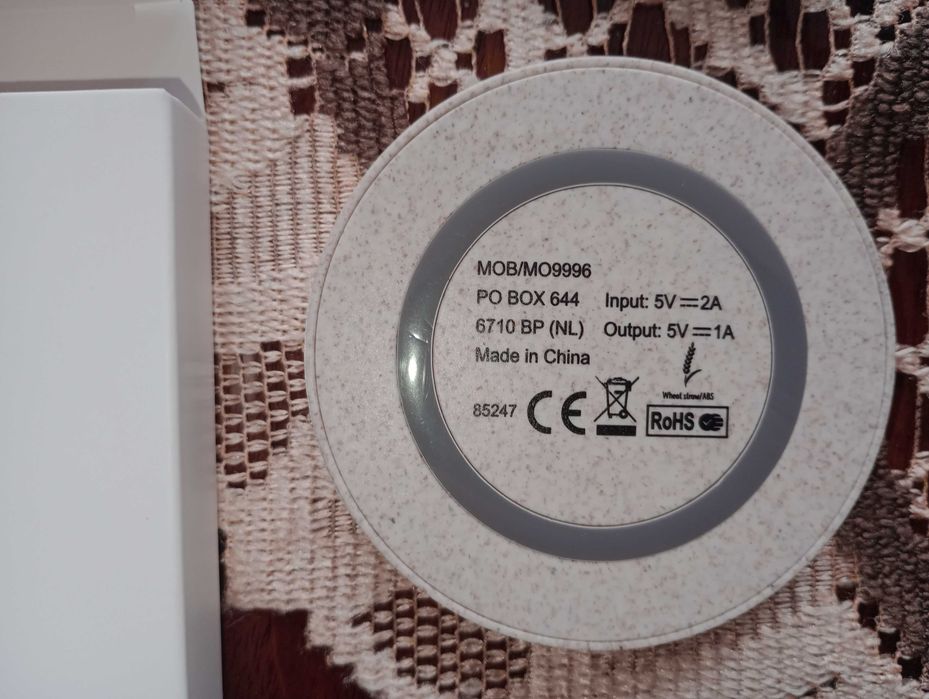 MOB/MO9996
PO BOX 644
6710 BP (NL)
Made in China
Input: 5V⎓2A
Output: 5V⎓1A
Wheat straw/ABS
85247 CE
RoHS